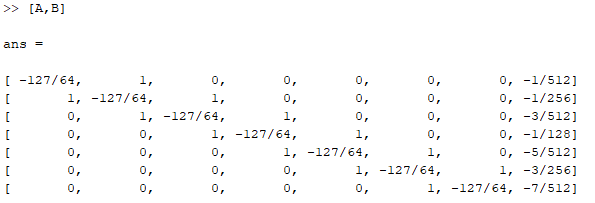 >> [A,B]
ans =
[ -127/64, 1, 0, 0, 0, 0, 0, -1/512]
[ 1, -127/64, 1, 0, 0, 0, 0, -1/256]
[ 0, 1, -127/64, 1, 0, 0, 0, -3/512]
[ 0, 0, 1, -127/64, 1, 0, 0, -1/128]
[ 0, 0, 0, 1, -127/64, 1, 0, -5/512]
[ 0, 0, 0, 0, 1, -127/64, 1, -3/256]
[ 0, 0, 0, 0, 0, 1, -127/64, -7/512]